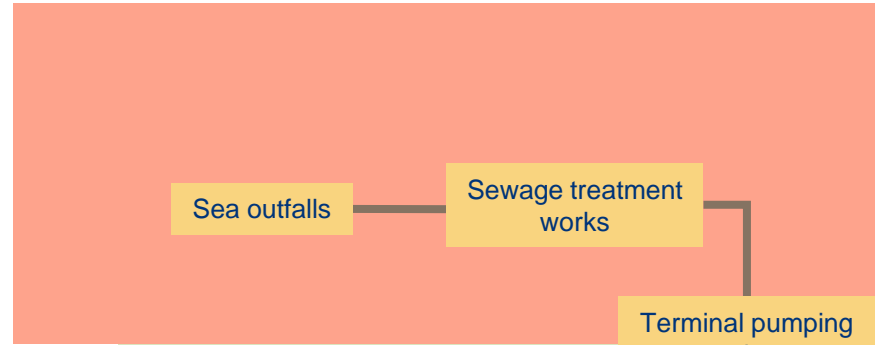 Sea outfalls
Sewage treatment
works
Terminal pumping